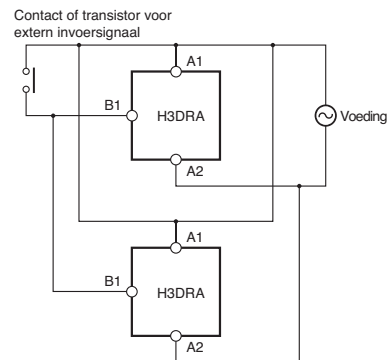 Contact of transistor voor
extern invoersignaal
A1
B1
H3DRA
Voeding
A2
A1
B1
H3DRA
A2